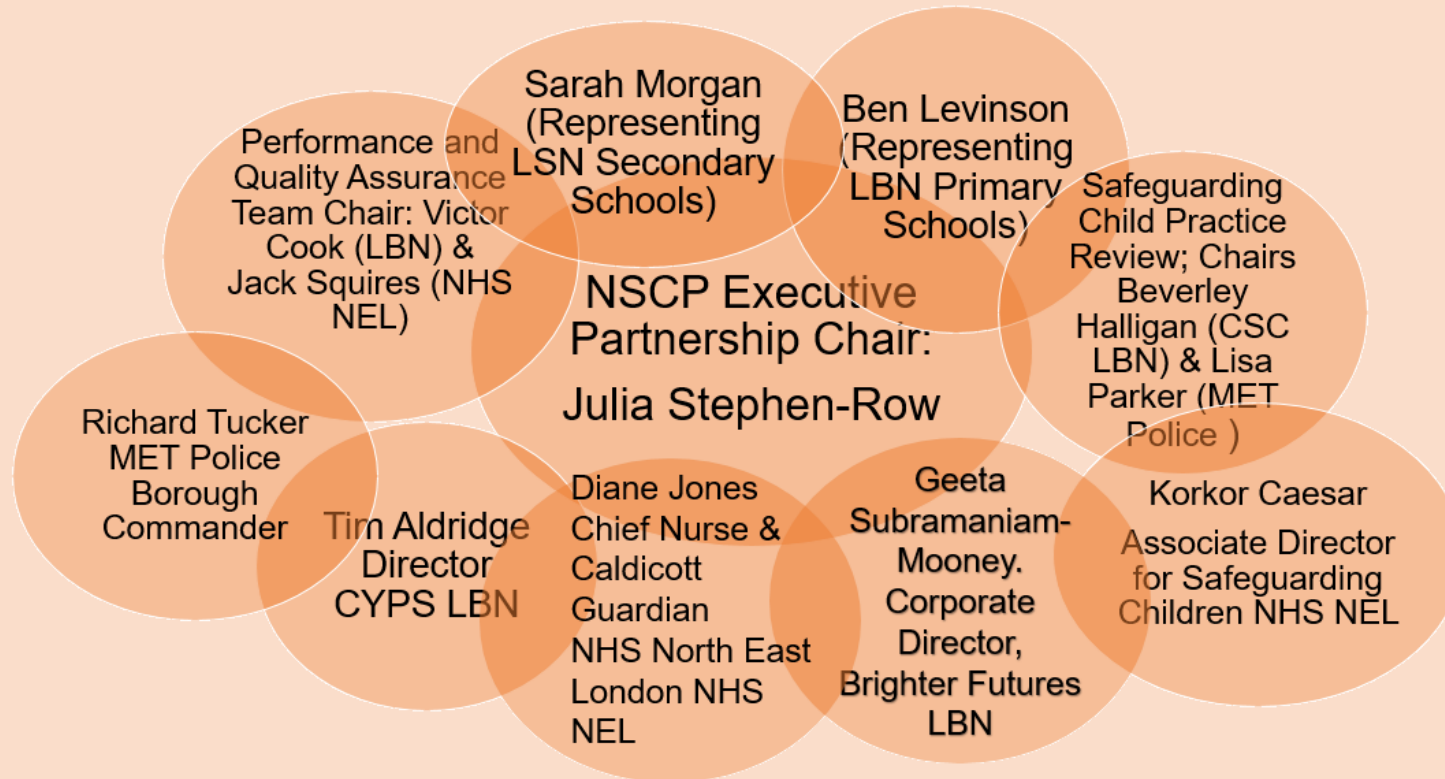 Sarah Morgan
(Representing
LSN Secondary
Schools)
Ben Levinson
(Representing
LBN Primary
Schools)
Performance and
Quality Assurance
Team Chair: Victor
Cook (LBN) &
Jack Squires (NHS
NEL)
Safeguarding
Child Practice
Review; Chairs
Beverley
Halligan (CSC
LBN) & Lisa
Parker (MET
Police )
NSCP Executive
Partnership Chair:
Julia Stephen-Row
Richard Tucker
MET Police
Borough
Commander
Tim Aldridge
Director
CYPS LBN
Diane Jones
Chief Nurse &
Caldicott
Guardian
NHS North East
London NHS
NEL
Geeta
Subramaniam-
Mooney.
Corporate
Director,
Brighter Futures
LBN
Korkor Caesar
Associate Director
for Safeguarding
Children NHS NEL